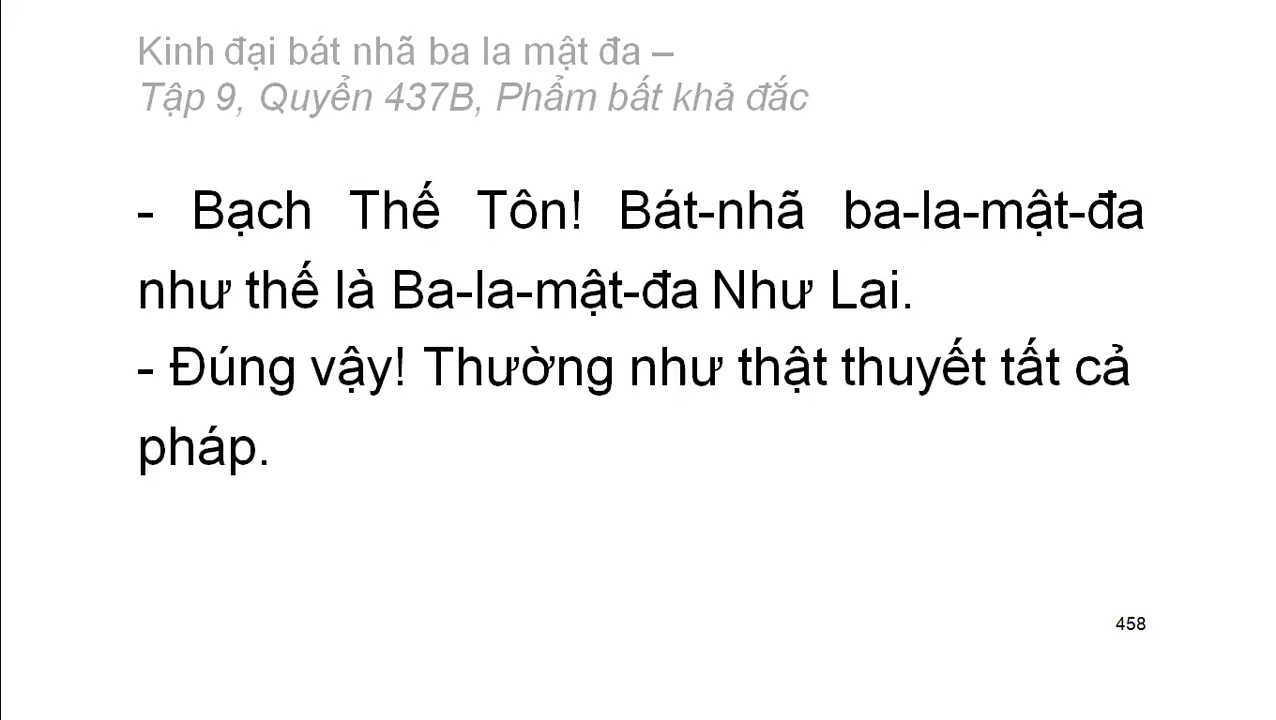 Kinh đại bát nhã ba la mật đa –
Tập 9, Quyển 437B, Phẩm bất khả đắc
- Bạch Thế Tôn! Bát-nhã ba-la-mật-đa
như thế là Ba-la-mật-đa Như Lai.
- Đúng vậy! Thường như thật thuyết tất cả
pháp.
458